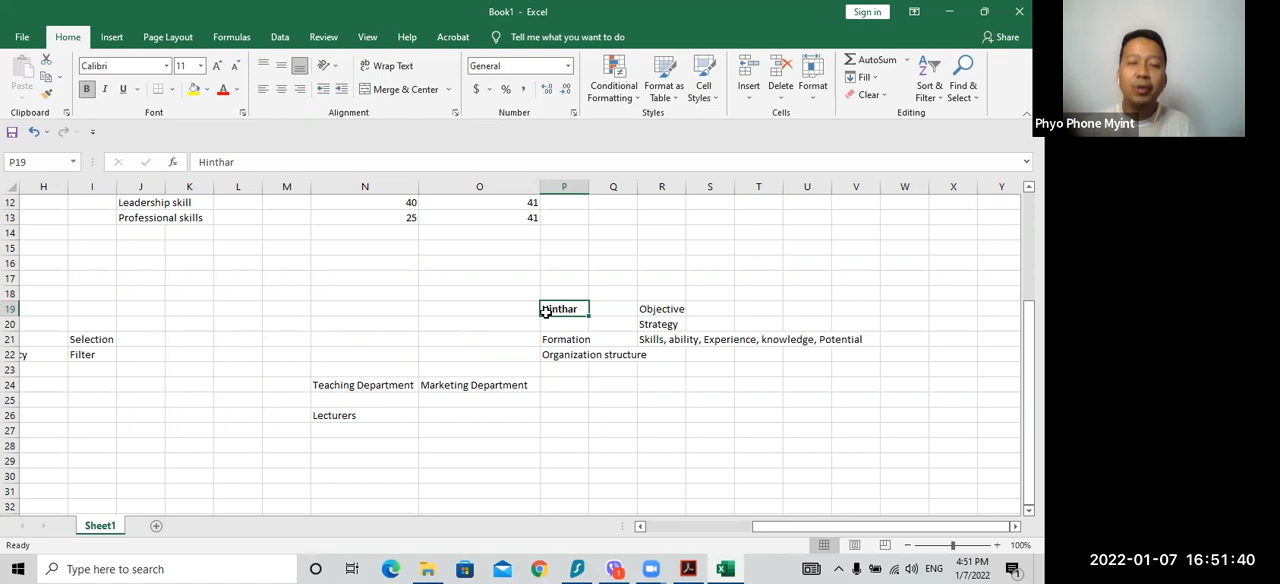 Book1 - Excel
Sign in
File Home Insert Page Layout Formulas Data Review View Help Acrobat Tell me what you want to do Share
Paste
Calibri 11 A A
Wrap Text
General
B I U A
Merge & Center
$ % ,
Conditional Formatting
Format as Table
Cell Styles
Insert
Delete
Format
AutoSum
Fill
Clear
Sort & Filter
Find & Select
Clipboard Font Alignment Number Styles Cells Editing
Phyo Phone Myint
P19 fx Hinthar
H I J K L M N O P Q R S T U V W X Y
12 Leadership skill 40 41
13 Professional skills 25 41
14
15
16
17
18
19 Hinthar Objective
20 Strategy
21 Selection Formation Skills, ability, Experience, knowledge, Potential
22 cy Filter Organization structure
23
24 Teaching Department Marketing Department
25
26 Lecturers
27
28
29
30
31
32
Sheet1
Ready 100%
Type here to search
ENG
4:51 PM
1/7/2022
2022-01-07 16:51:40